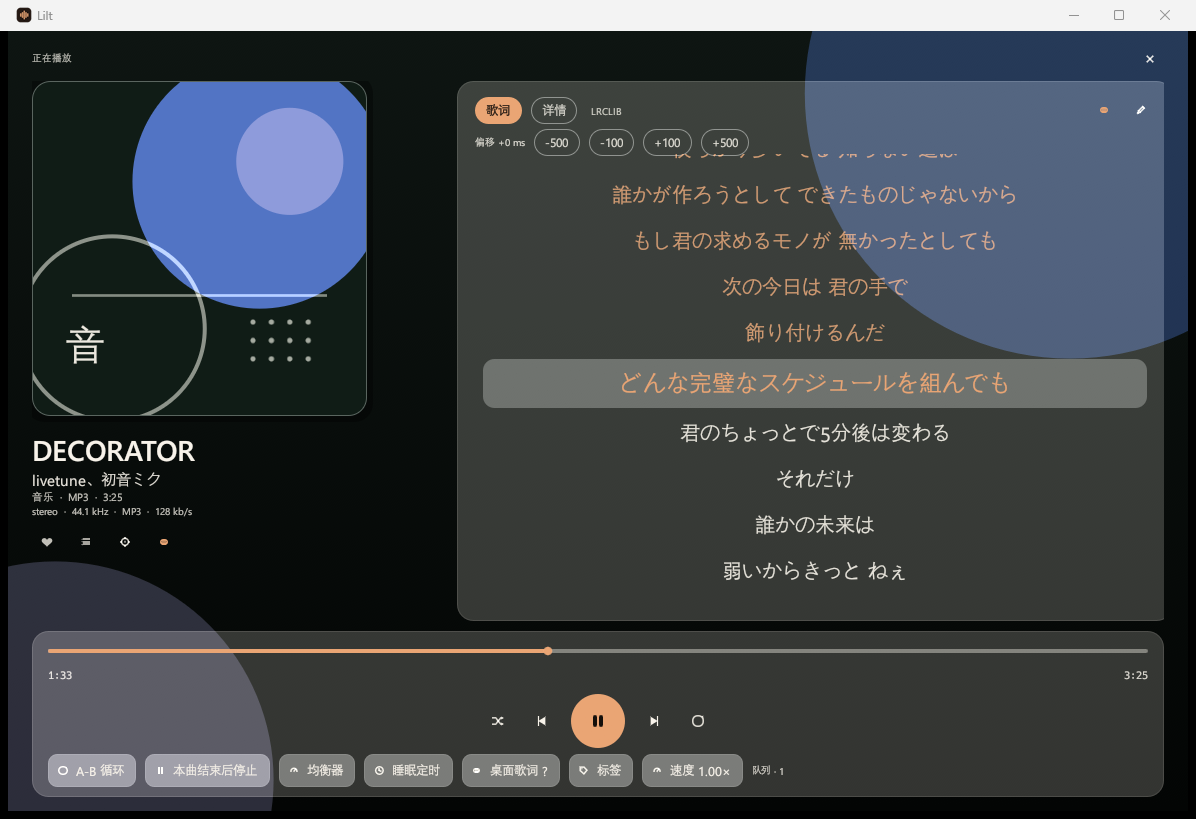 Lilt
正在播放
音
DECORATOR
livetune、初音ミク
音乐 · MP3 · 3:25
stereo · 44.1 kHz · MP3 · 128 kb/s
歌词 详情 LRCLIB
偏移 +0 ms -500 -100 +100 +500
誰かが作ろうとして できたものじゃないから
もし君の求めるモノが 無かったとしても
次の今日は 君の手で
飾り付けるんだ
どんな完璧なスケジュールを組んでも
君のちょっとで5分後は変わる
それだけ
誰かの未来は
弱いからきっと ねぇ
1:33 3:25
A-B 循环 本曲结束后停止 均衡器 睡眠定时 桌面歌词 ? 标签 速度 1.00× 队列 · 1